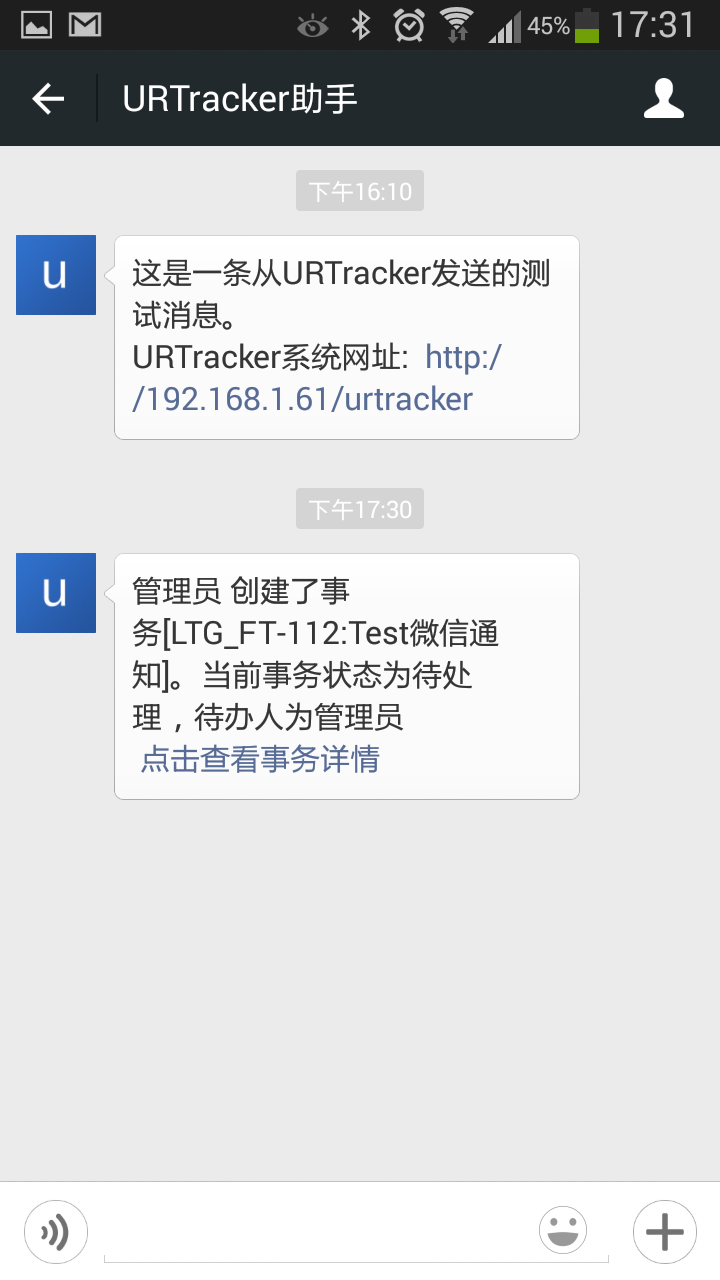 45% 17:31
URTracker助手
下午16:10
u
这是一条从URTracker发送的测
试消息。
URTracker系统网址: http:/
/192.168.1.61/urtracker
下午17:30
u
管理员 创建了事
务[LTG_FT-112:Test微信通
知]。当前事务状态为待处
理，待办人为管理员
点击查看事务详情